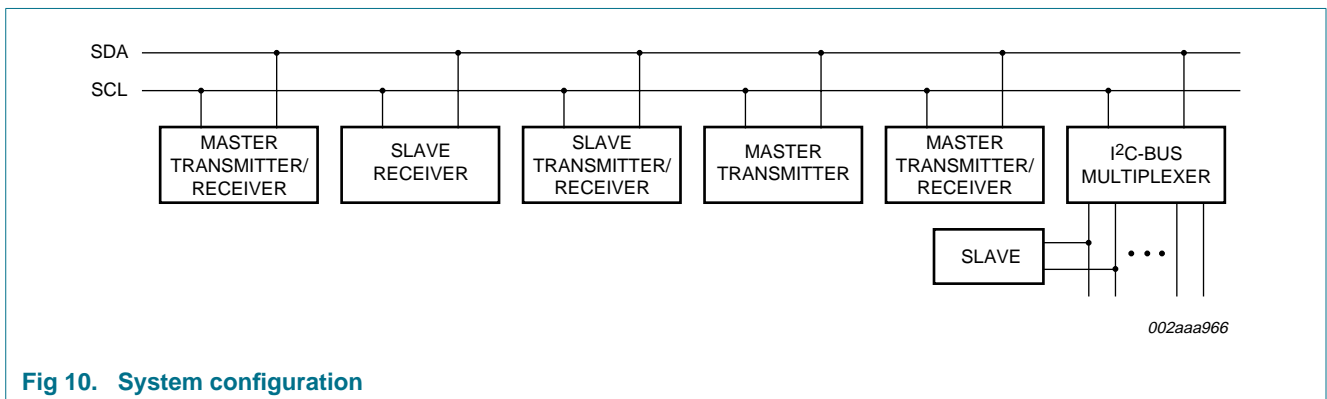 SDA
SCL
MASTER
TRANSMITTER/
RECEIVER
SLAVE
RECEIVER
SLAVE
TRANSMITTER/
RECEIVER
MASTER
TRANSMITTER
MASTER
TRANSMITTER/
RECEIVER
I²C-BUS
MULTIPLEXER
SLAVE
002aaa966
Fig 10. System configuration